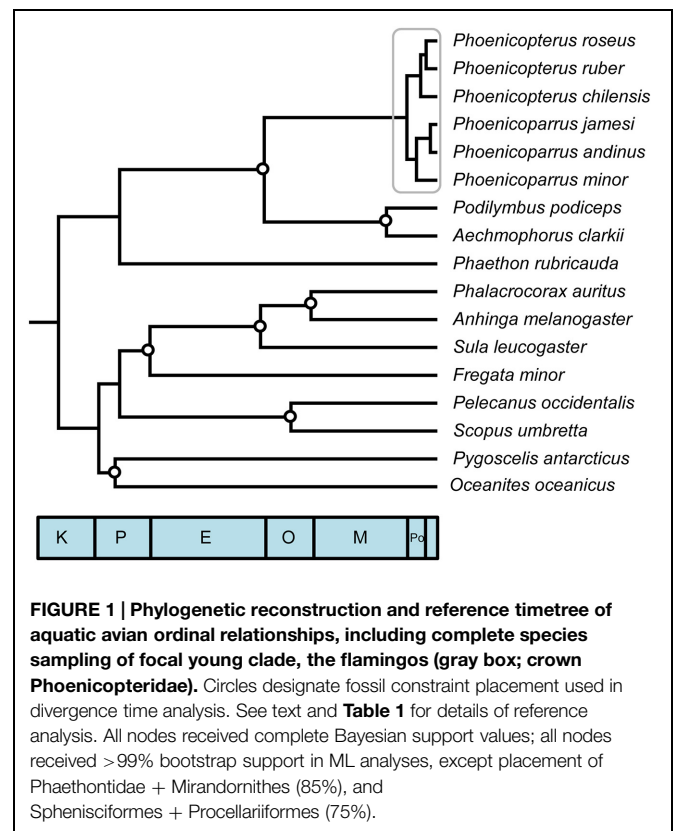 Phoenicopterus roseus
Phoenicopterus ruber
Phoenicopterus chilensis
Phoenicoparrus jamesi
Phoenicoparrus andinus
Phoenicoparrus minor
Podilymbus podiceps
Aechmophorus clarkii
Phaethon rubricauda
Phalacrocorax auritus
Anhinga melanogaster
Sula leucogaster
Fregata minor
Pelecanus occidentalis
Scopus umbretta
Pygoscelis antarcticus
Oceanites oceanicus
K P E O M Po
FIGURE 1 | Phylogenetic reconstruction and reference timetree of
aquatic avian ordinal relationships, including complete species
sampling of focal young clade, the flamingos (gray box; crown
Phoenicopteridae). Circles designate fossil constraint placement used in
divergence time analysis. See text and Table 1 for details of reference
analysis. All nodes received complete Bayesian support values; all nodes
received >99% bootstrap support in ML analyses, except placement of
Phaethontidae + Mirandornithes (85%), and
Sphenisciformes + Procellariiformes (75%).